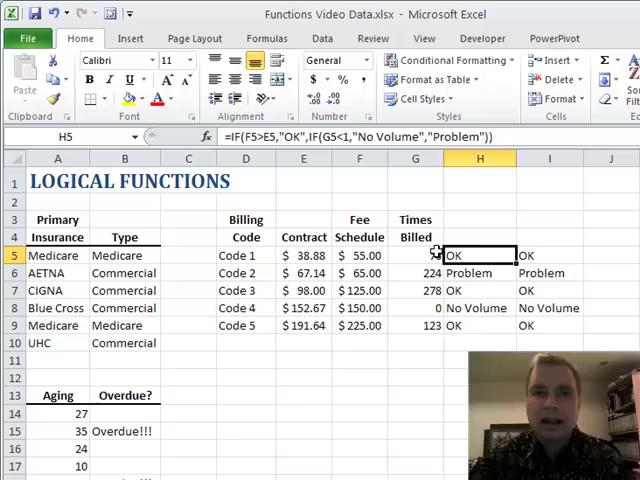 Functions Video Data.xlsx - Microsoft Excel
File Home Insert Page Layout Formulas Data Review View Developer PowerPivot
Calibri 11 General Conditional Formatting Insert
Paste B I U A A $ % , Format as Table Delete
Cell Styles Format
Clipboard Font Alignment Number Styles Cells
H5 fx =IF(F5>E5,"OK",IF(G5<1,"No Volume","Problem"))
A B C D E F G H I J
1 LOGICAL FUNCTIONS
2
3 Primary Billing Fee Times
4 Insurance Type Code Contract Schedule Billed
5 Medicare Medicare Code 1 $ 38.88 $ 55.00 OK OK
6 AETNA Commercial Code 2 $ 67.14 $ 65.00 224 Problem Problem
7 CIGNA Commercial Code 3 $ 98.00 $ 125.00 278 OK OK
8 Blue Cross Commercial Code 4 $ 152.67 $ 150.00 0 No Volume No Volume
9 Medicare Medicare Code 5 $ 191.64 $ 225.00 123 OK OK
10 UHC Commercial
11
12
13 Aging Overdue?
14 27
15 35 Overdue!!!
16 24
17 10